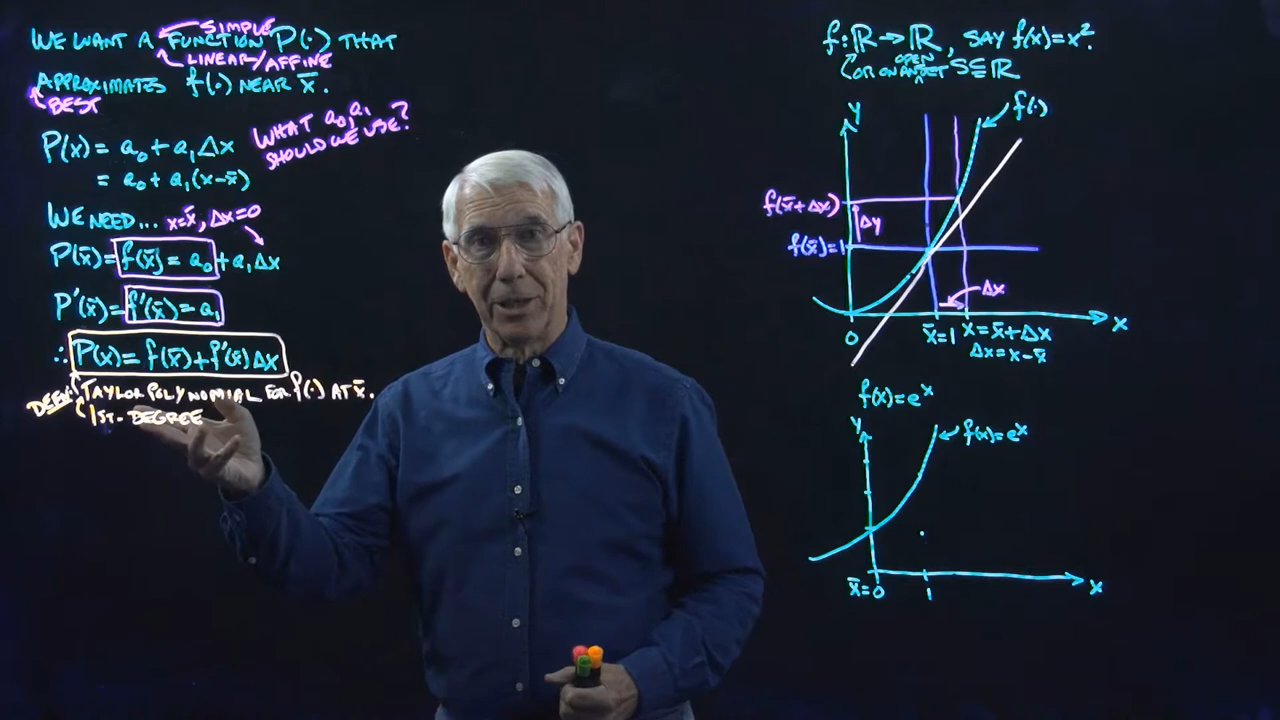 SIMPLE
WE WANT A FUNCTION P(·) THAT
LINEAR/AFFINE
APPROXIMATES f(·) NEAR x̄.
BEST
WHAT a₀,a₁
SHOULD WE USE?
P(x) = a₀ + a₁Δx
= a₀ + a₁(x-x̄)
WE NEED... x=x̄, Δx=0
P(x̄)= f(x̄) = a₀ + a₁Δx
P'(x̄)= f'(x̄) = a₁
∴ P(x) = f(x̄) + f'(x̄)Δx
DEFN: TAYLOR POLYNOMIAL FOR f(·) AT x̄.
1ST-DEGREE
f: ℝ → ℝ, SAY f(x)=x².
OPEN
OR ON AN SET S⊆ℝ
Y
f(·)
f(x̄+Δx)
Δy
f(x̄)=1
Δx
0
x̄=1
x=x̄+Δx
X
Δx=x-x̄
f(x)=eˣ
Y
f(x)=eˣ
x̄=0
1
X